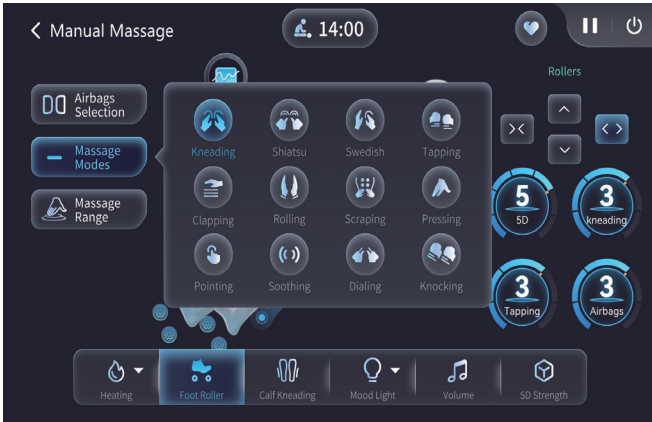 Manual Massage
14:00
Rollers
Airbags
Selection
Massage
Modes
Massage
Range
Kneading
Shiatsu
Swedish
Tapping
Clapping
Rolling
Scraping
Pressing
Pointing
Soothing
Dialing
Knocking
5
5D
3
kneading
3
Tapping
3
Airbags
Heating
Foot Roller
Calf Kneading
Mood Light
Volume
5D Strength